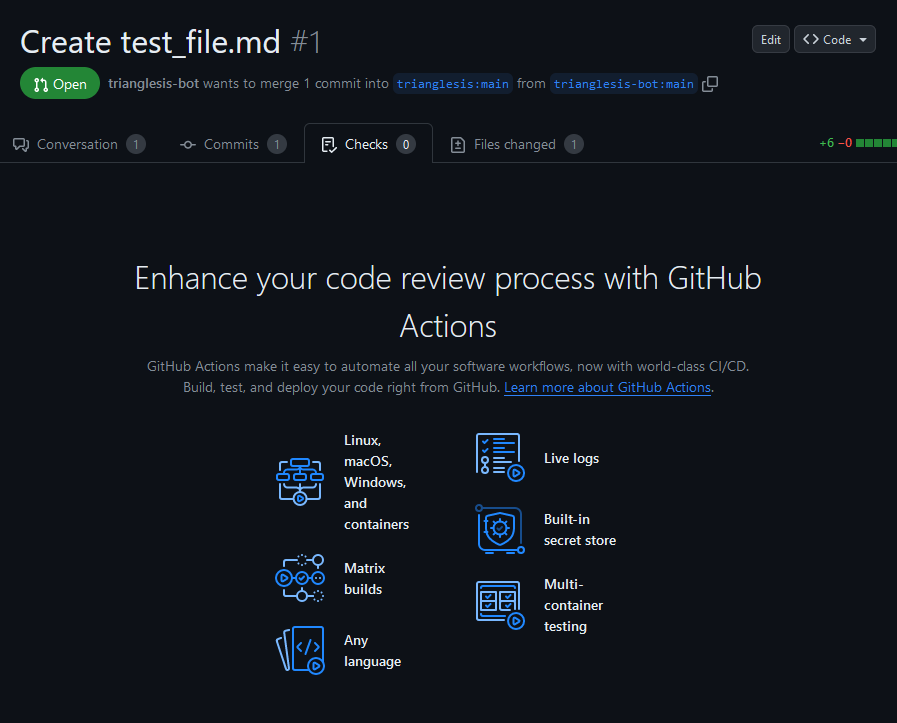 Create test_file.md #1
Edit
Code
Open
trianglesis-bot wants to merge 1 commit into trianglesis:main from trianglesis-bot:main
Conversation 1
Commits 1
Checks 0
Files changed 1
+6 −0
Enhance your code review process with GitHub
Actions
GitHub Actions make it easy to automate all your software workflows, now with world-class CI/CD.
Build, test, and deploy your code right from GitHub. Learn more about GitHub Actions.
Linux,
macOS,
Windows,
and
containers
Matrix
builds
Any
language
Live logs
Built-in
secret store
Multi-
container
testing